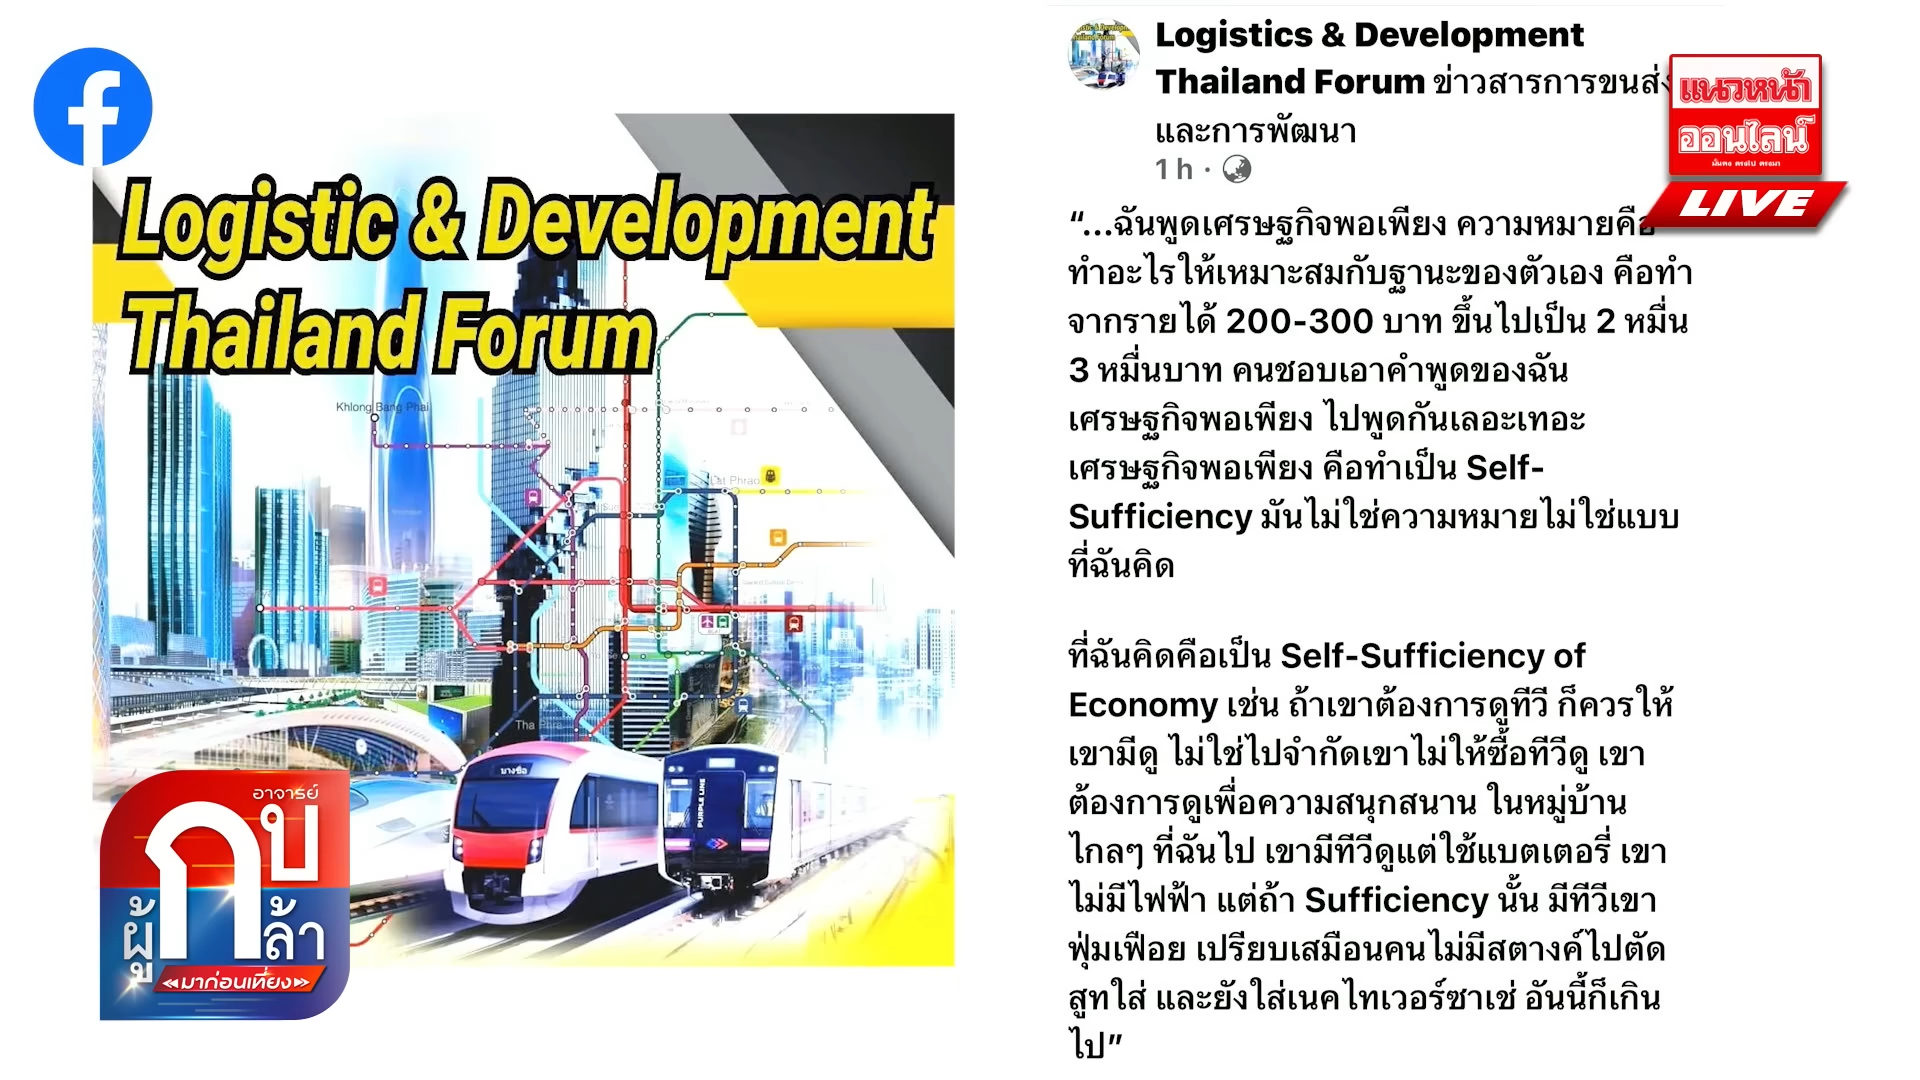 Logistic & Development
Thailand Forum
Khlong Bang Phai
Lat Phrao
Tha Phra
บางซื่อ
PURPLE LINE
อาจารย์
กบ
ผู้กล้า
มาก่อนเที่ยง
Logistics & Development
Thailand Forum ข่าวสารการขนส่ง
และการพัฒนา
1 h ·
แนวหน้า
ออนไลน์
มั่นคง ตรงไป ตรงมา
LIVE
“...ฉันพูดเศรษฐกิจพอเพียง ความหมายคือ
ทำอะไรให้เหมาะสมกับฐานะของตัวเอง คือทำ
จากรายได้ 200-300 บาท ขึ้นไปเป็น 2 หมื่น
3 หมื่นบาท คนชอบเอาคำพูดของฉัน
เศรษฐกิจพอเพียง ไปพูดกันเลอะเทอะ
เศรษฐกิจพอเพียง คือทำเป็น Self-
Sufficiency มันไม่ใช่ความหมายไม่ใช่แบบ
ที่ฉันคิด
ที่ฉันคิดคือเป็น Self-Sufficiency of
Economy เช่น ถ้าเขาต้องการดูทีวี ก็ควรให้
เขามีดู ไม่ใช่ไปจำกัดเขาไม่ให้ซื้อทีวีดู เขา
ต้องการดูเพื่อความสนุกสนาน ในหมู่บ้าน
ไกลๆ ที่ฉันไป เขามีทีวีดูแต่ใช้แบตเตอรี่ เขา
ไม่มีไฟฟ้า แต่ถ้า Sufficiency นั้น มีทีวีเขา
ฟุ่มเฟือย เปรียบเสมือนคนไม่มีสตางค์ไปตัด
สูทใส่ และยังใส่เนคไทเวอร์ซาเช่ อันนี้ก็เกิน
ไป”